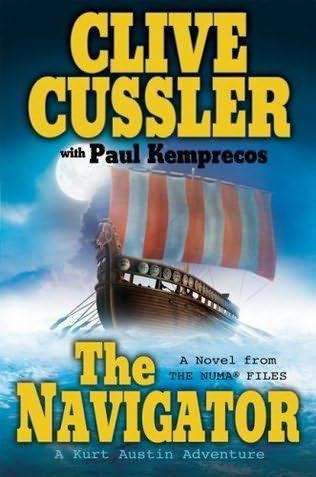 CLIVE
CUSSLER
with Paul Kemprecos
The
A Novel from
THE NUMA® FILES
NAVIGATOR
A Kurt Austin Adventure